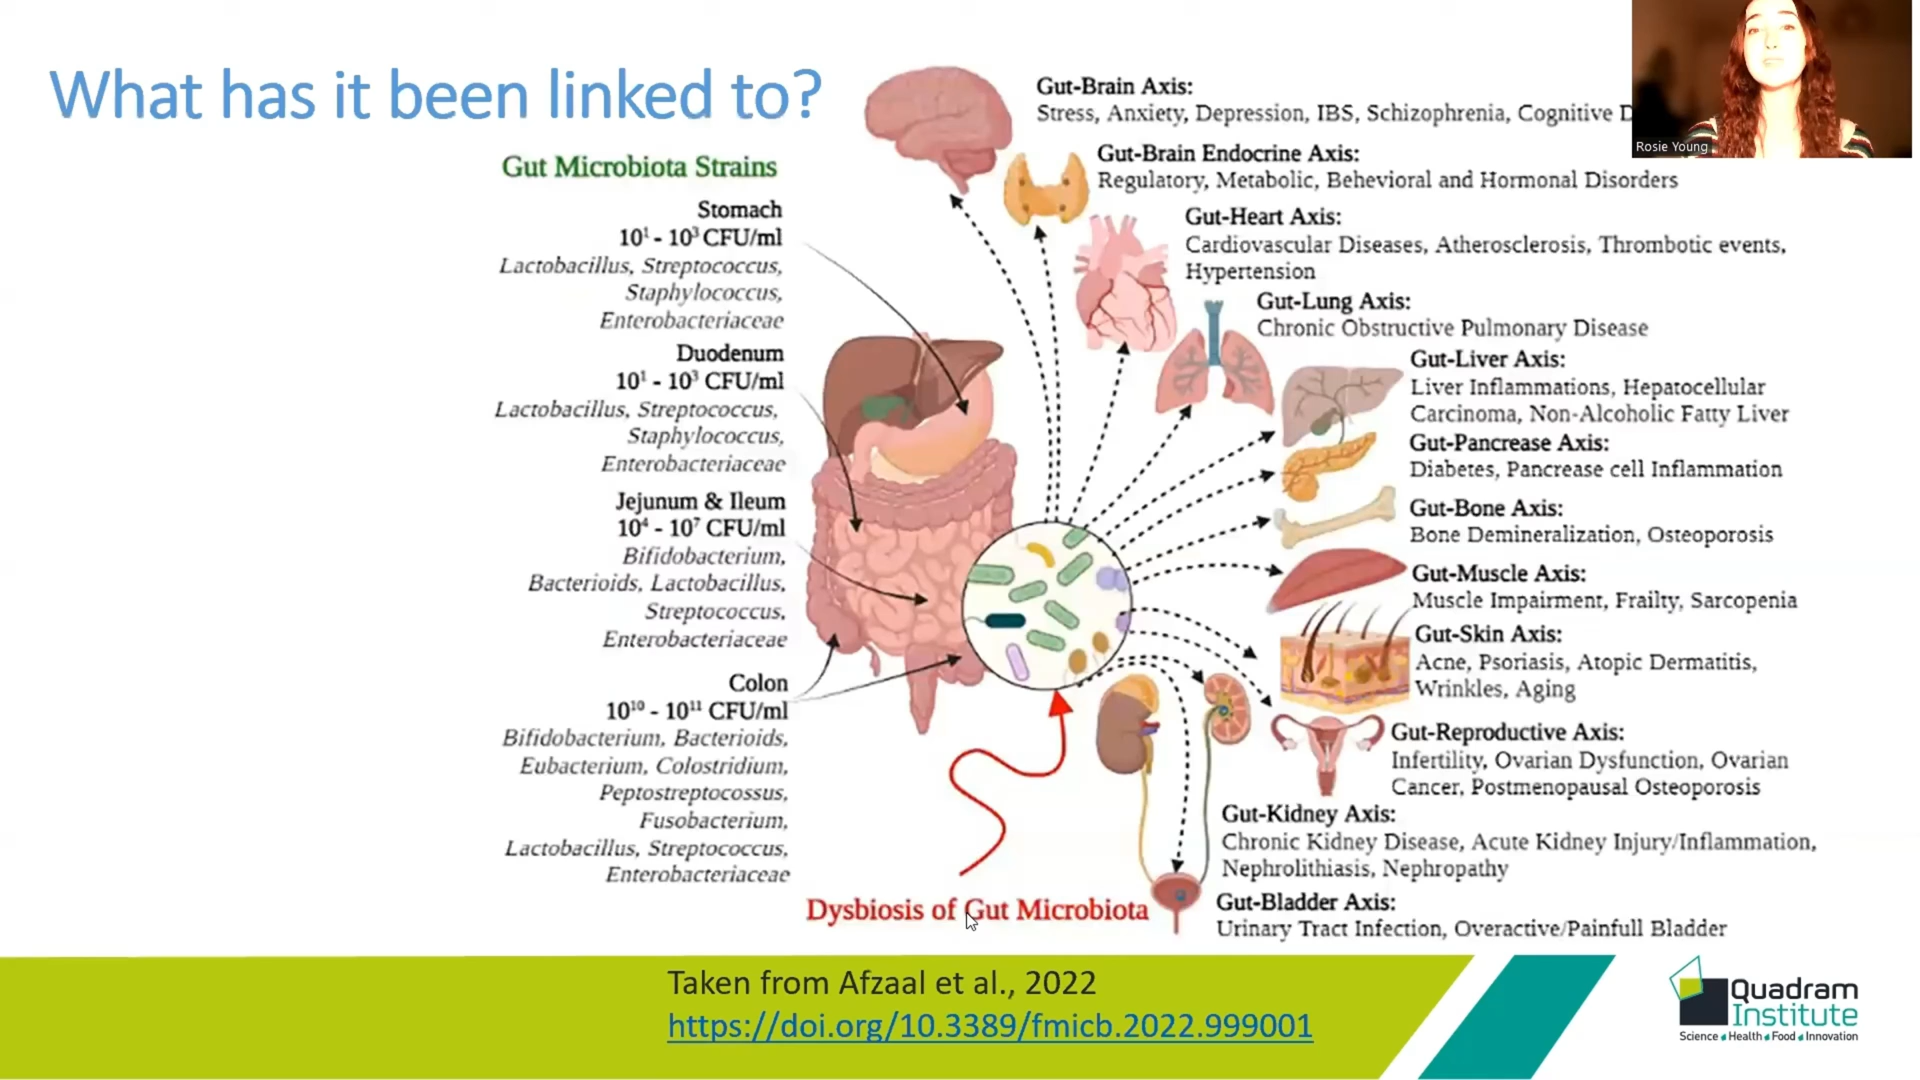 What has it been linked to?
Gut Microbiota Strains
Stomach
10¹ - 10³ CFU/ml
Lactobacillus, Streptococcus,
Staphylococcus,
Enterobacteriaceae
Duodenum
10¹ - 10³ CFU/ml
Lactobacillus, Streptococcus,
Staphylococcus,
Enterobacteriaceae
Jejunum & Ileum
10⁴ - 10⁷ CFU/ml
Bifidobacterium,
Bacterioids, Lactobacillus,
Streptococcus,
Enterobacteriaceae
Colon
10¹⁰ - 10¹¹ CFU/ml
Bifidobacterium, Bacterioids,
Eubacterium, Colostridium,
Peptostreptocossus,
Fusobacterium,
Lactobacillus, Streptococcus,
Enterobacteriaceae
Dysbiosis of Gut Microbiota
Gut-Brain Axis:
Stress, Anxiety, Depression, IBS, Schizophrenia, Cognitive
Gut-Brain Endocrine Axis:
Regulatory, Metabolic, Behevioral and Hormonal Disorders
Gut-Heart Axis:
Cardiovascular Diseases, Atherosclerosis, Thrombotic events,
Hypertension
Gut-Lung Axis:
Chronic Obstructive Pulmonary Disease
Gut-Liver Axis:
Liver Inflammations, Hepatocellular
Carcinoma, Non-Alcoholic Fatty Liver
Gut-Pancrease Axis:
Diabetes, Pancrease cell Inflammation
Gut-Bone Axis:
Bone Demineralization, Osteoporosis
Gut-Muscle Axis:
Muscle Impairment, Frailty, Sarcopenia
Gut-Skin Axis:
Acne, Psoriasis, Atopic Dermatitis,
Wrinkles, Aging
Gut-Reproductive Axis:
Infertility, Ovarian Dysfunction, Ovarian
Cancer, Postmenopausal Osteoporosis
Gut-Kidney Axis:
Chronic Kidney Disease, Acute Kidney Injury/Inflammation,
Nephrolithiasis, Nephropathy
Gut-Bladder Axis:
Urinary Tract Infection, Overactive/Painfull Bladder
Rosie Young
Taken from Afzaal et al., 2022
https://doi.org/10.3389/fmicb.2022.999001
Quadram
Institute
Science Health Food Innovation